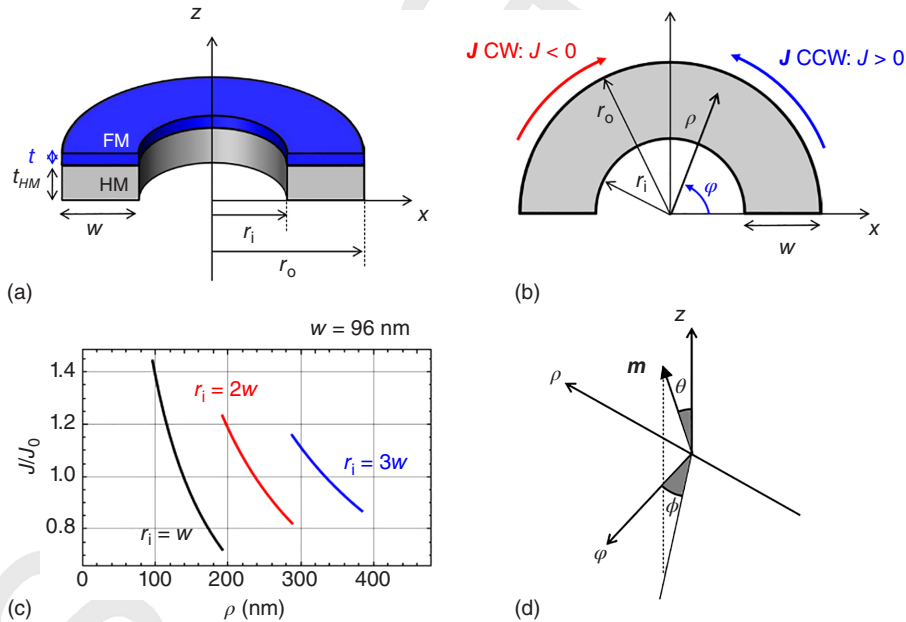 z
FM
t
t_HM
HM
w
r_i
r_o
x
(a)
J CW: J < 0
J CCW: J > 0
r_o
ρ
r_i
φ
x
w
(b)
w = 96 nm
1.4
1.2
1.0
0.8
J/J_0
r_i = 2w
r_i = 3w
r_i = w
0
100
200
300
400
ρ (nm)
(c)
z
m
θ
ρ
ϕ
φ
(d)